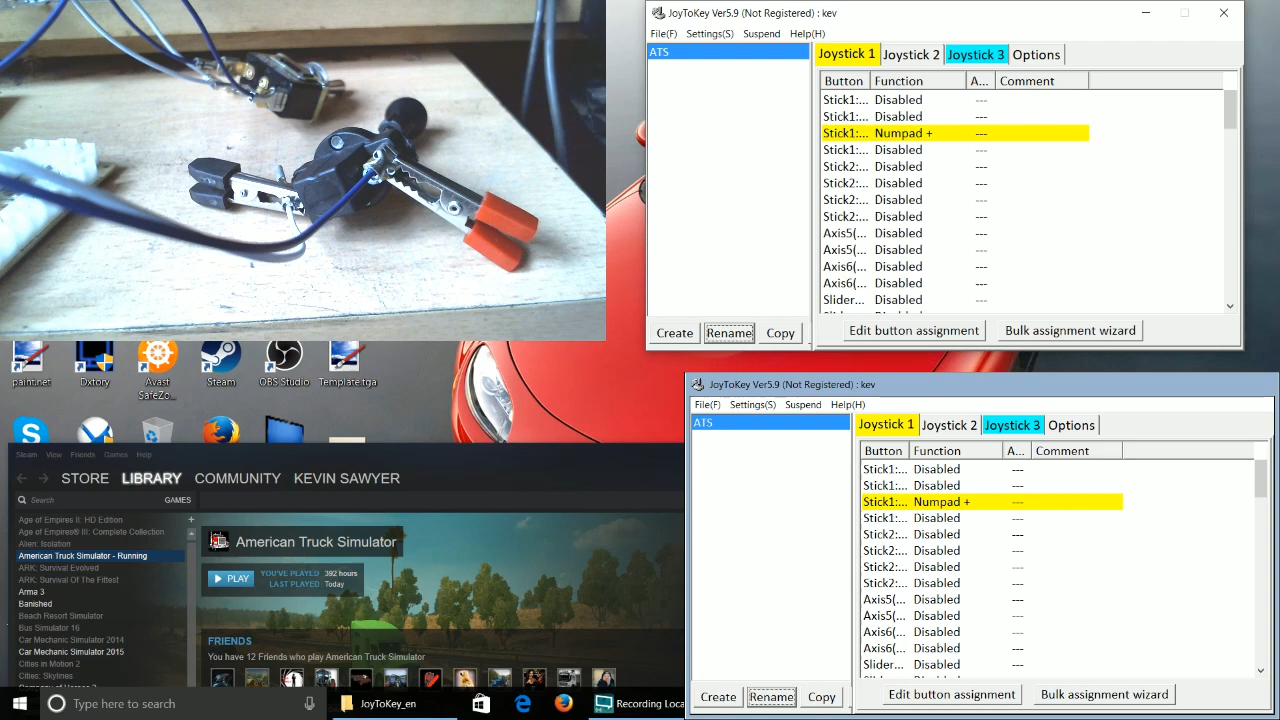 JoyToKey Ver5.9 (Not Registered) : kev
File(F) Settings(S) Suspend Help(H)
ATS
Joystick 1 Joystick 2 Joystick 3 Options
Button Function A... Comment
Stick1:... Disabled ---
Stick1:... Disabled ---
Stick1:... Numpad + ---
Stick1:... Disabled ---
Stick2:... Disabled ---
Stick2:... Disabled ---
Stick2:... Disabled ---
Stick2:... Disabled ---
Axis5(... Disabled ---
Axis5(... Disabled ---
Axis6(... Disabled ---
Axis6(... Disabled ---
Slider... Disabled ---
Create Rename Copy
Edit button assignment Bulk assignment wizard
paint.net Dxtory Avast SafeZo... Steam OBS Studio Template.tga
JoyToKey Ver5.9 (Not Registered) : kev
File(F) Settings(S) Suspend Help(H)
ATS
Joystick 1 Joystick 2 Joystick 3 Options
Button Function A... Comment
Stick1:... Disabled ---
Stick1:... Disabled ---
Stick1:... Numpad + ---
Stick1:... Disabled ---
Stick2:... Disabled ---
Stick2:... Disabled ---
Stick2:... Disabled ---
Stick2:... Disabled ---
Axis5(... Disabled ---
Axis5(... Disabled ---
Axis6(... Disabled ---
Axis6(... Disabled ---
Slider... Disabled ---
Create Rename Copy
Edit button assignment Bulk assignment wizard
Steam View Friends Games Help
STORE LIBRARY COMMUNITY KEVIN SAWYER
Search GAMES
Age of Empires II: HD Edition
Age of Empires® III: Complete Collection
Alien: Isolation
American Truck Simulator - Running
ARK: Survival Evolved
ARK: Survival Of The Fittest
Arma 3
Banished
Beach Resort Simulator
Bus Simulator 16
Car Mechanic Simulator 2014
Car Mechanic Simulator 2015
Cities in Motion 2
Cities: Skylines
American Truck Simulator
PLAY
YOU'VE PLAYED 392 hours
LAST PLAYED Today
FRIENDS
You have 12 Friends who play American Truck Simulator
Type here to search
JoyToKey_en
Recording Loca